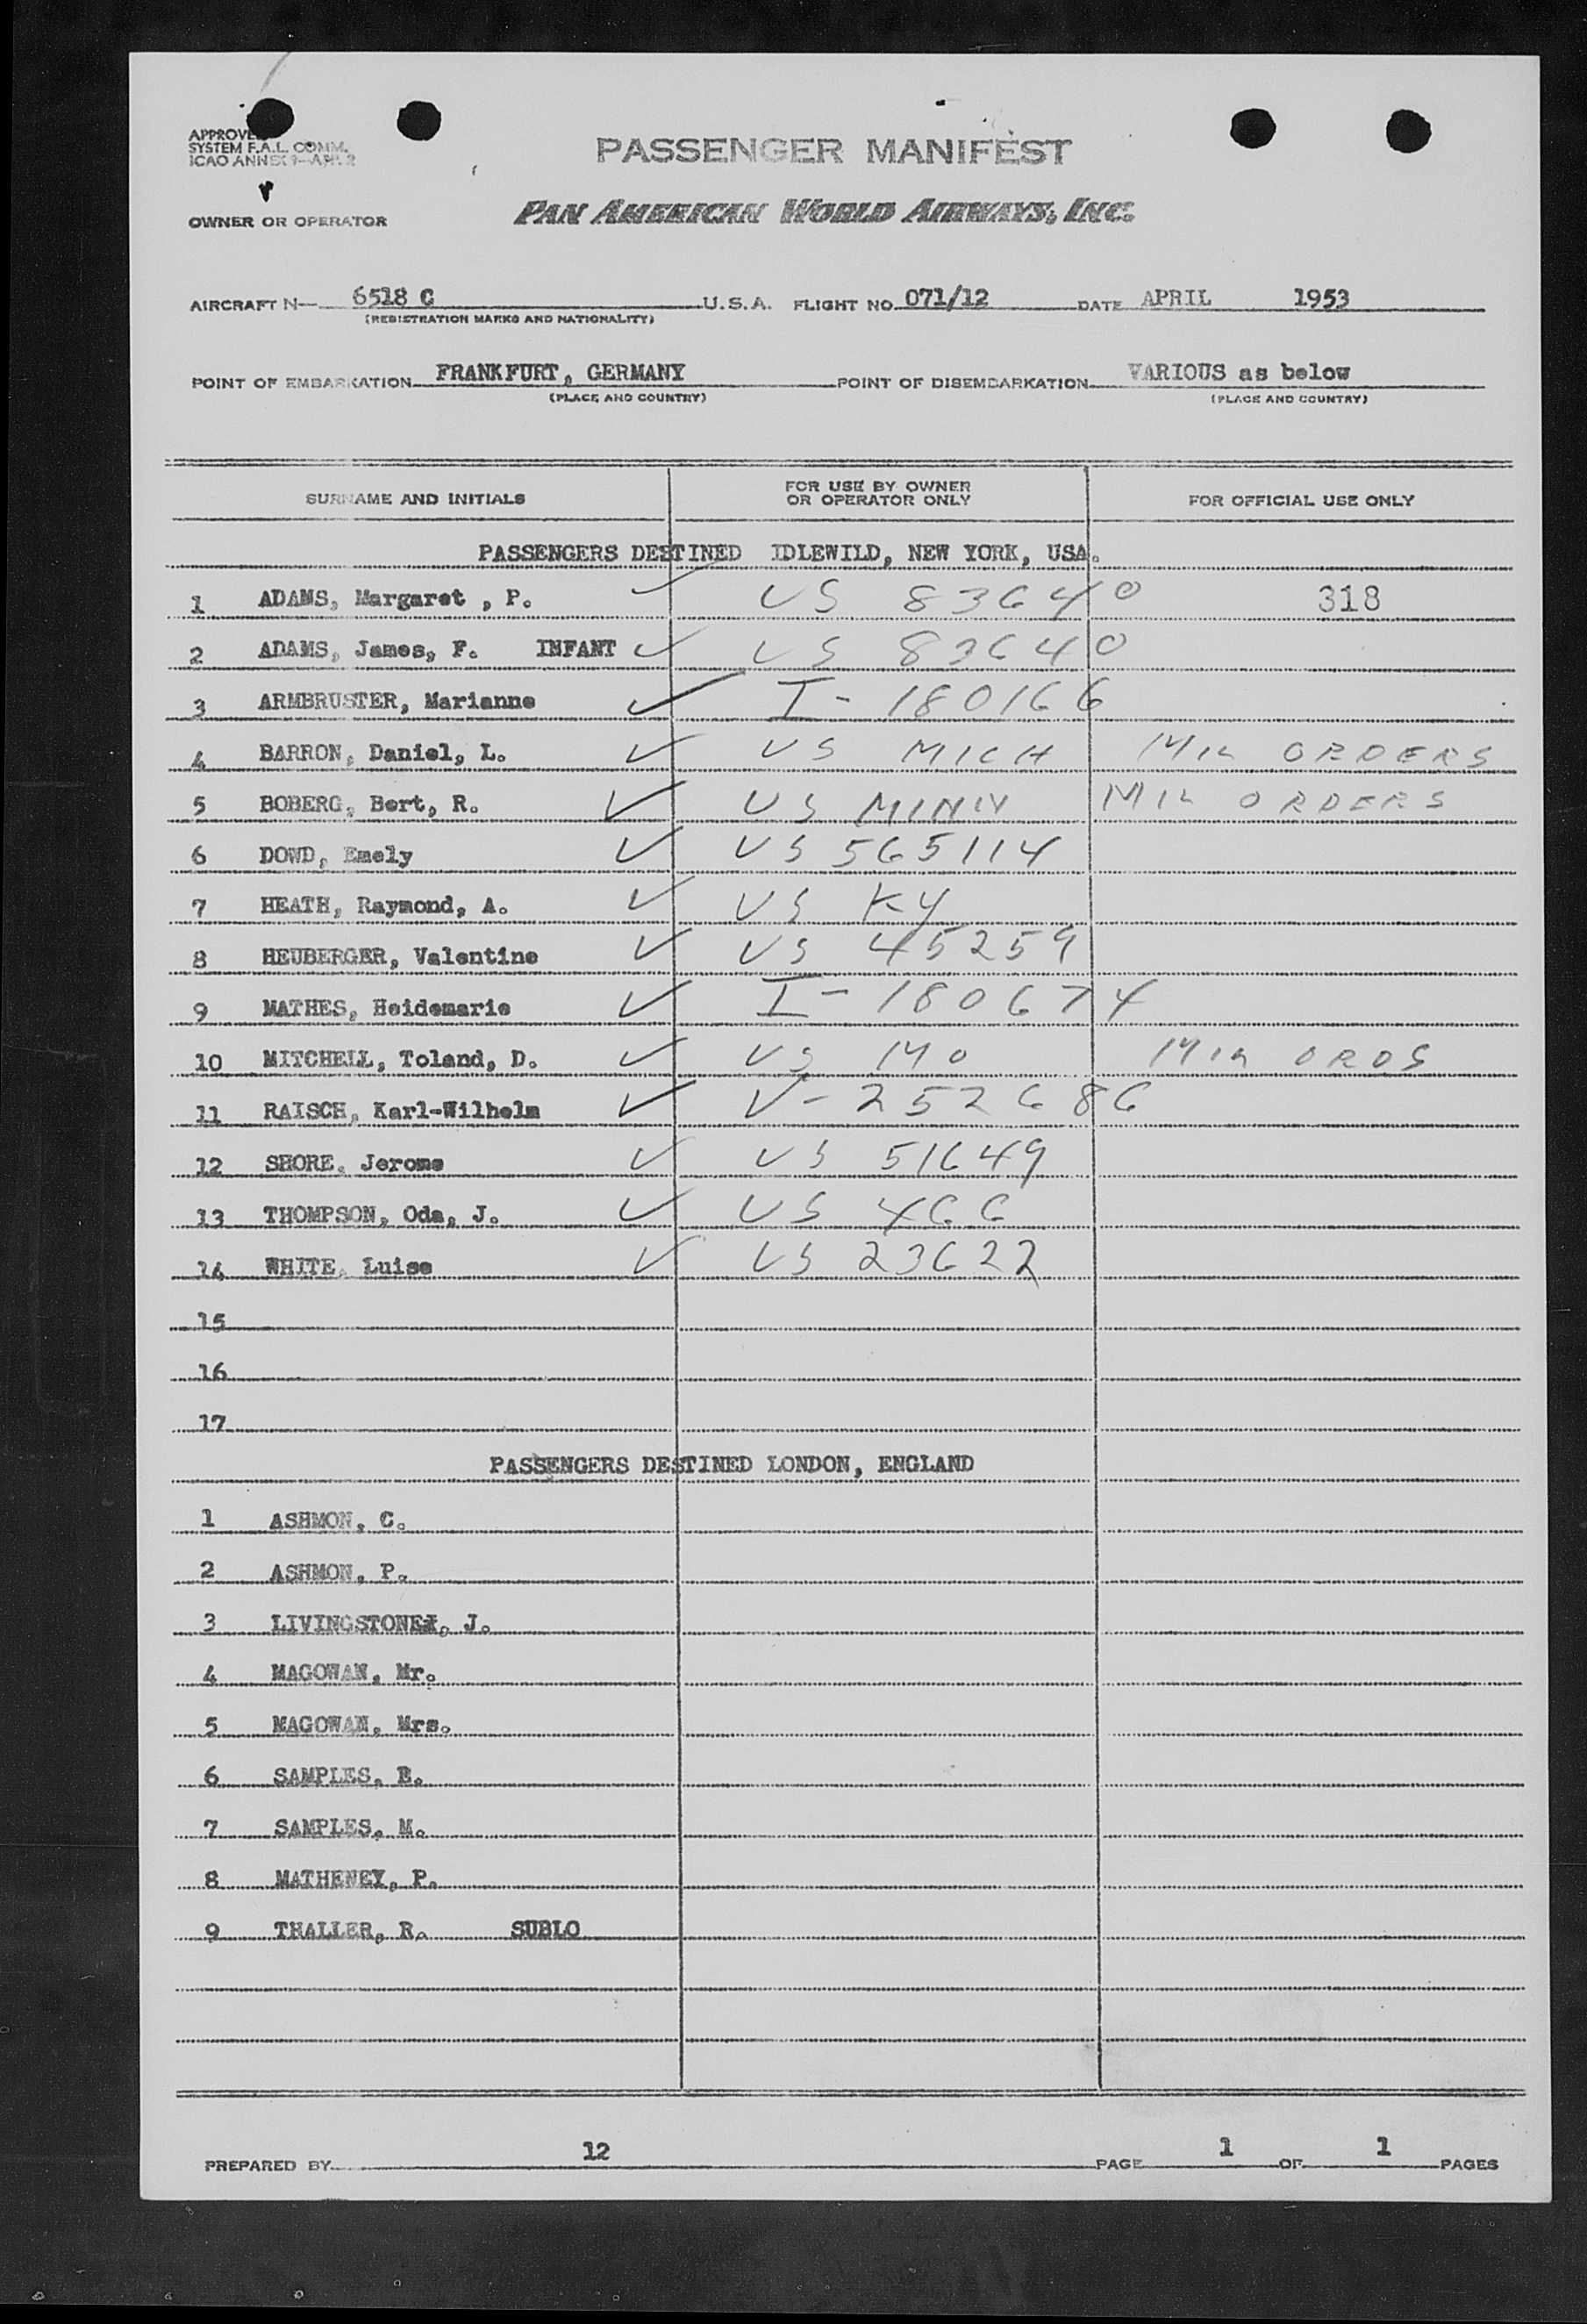 APPROVED
SYSTEM F.A.L. COMM.
ICAO ANNEX 9—APP. 2
PASSENGER MANIFEST
OWNER OR OPERATOR PAN AMERICAN WORLD AIRWAYS, INC.
AIRCRAFT N— 6518 C U.S.A. FLIGHT NO. 071/12 DATE APRIL 1953
(REGISTRATION MARKS AND NATIONALITY)
POINT OF EMBARKATION FRANKFURT, GERMANY POINT OF DISEMBARKATION VARIOUS as below
(PLACE AND COUNTRY) (PLACE AND COUNTRY)
SURNAME AND INITIALS FOR USE BY OWNER OR OPERATOR ONLY FOR OFFICIAL USE ONLY
PASSENGERS DESTINED IDLEWILD, NEW YORK, USA.
1 ADAMS, Margaret , P. US 83640 318
2 ADAMS, James, F. INFANT US 83640
3 ARMBRUSTER, Marianne I-180166
4 BARRON, Daniel, L. US MICH MIL ORDERS
5 BOBERG, Bert, R. US MINN MIL ORDERS
6 DOWD, Emely US 565114
7 HEATH, Raymond, A. US KY
8 HEUBERGER, Valentine US 45259
9 MATHES, Heidemarie I-180674
10 MITCHELL, Toland, D. US MO MIL ORDS
11 RAISCH, Karl-Wilhelm V-252686
12 SHORE, Jerome US 51649
13 THOMPSON, Oda, J. US 466
14 WHITE, Luise US 23622
15
16
17
PASSENGERS DESTINED LONDON, ENGLAND
1 ASHMON, C.
2 ASHMON, P.
3 LIVINGSTONE, J.
4 MAGOWAN, Mr.
5 MAGOWAN, Mrs.
6 SAMPLES, E.
7 SAMPLES, M.
8 MATHENEY, P.
9 THALLER, R. SUBLO
PREPARED BY 12 PAGE 1 OF 1 PAGES